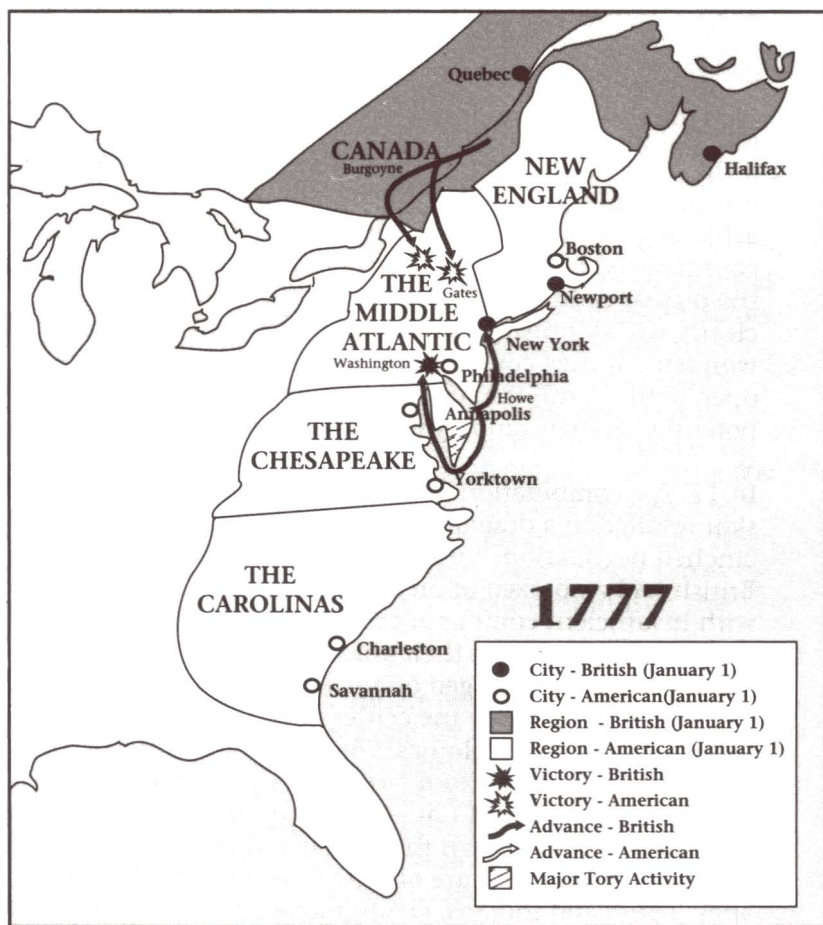 Quebec
CANADA
Burgoyne
NEW
ENGLAND
Halifax
Boston
THE
Gates
Newport
MIDDLE
ATLANTIC
New York
Washington
Philadelphia
Howe
Annapolis
THE
CHESAPEAKE
Yorktown
THE
CAROLINAS
Charleston
Savannah
1777
City - British (January 1)
City - American(January 1)
Region - British (January 1)
Region - American (January 1)
Victory - British
Victory - American
Advance - British
Advance - American
Major Tory Activity